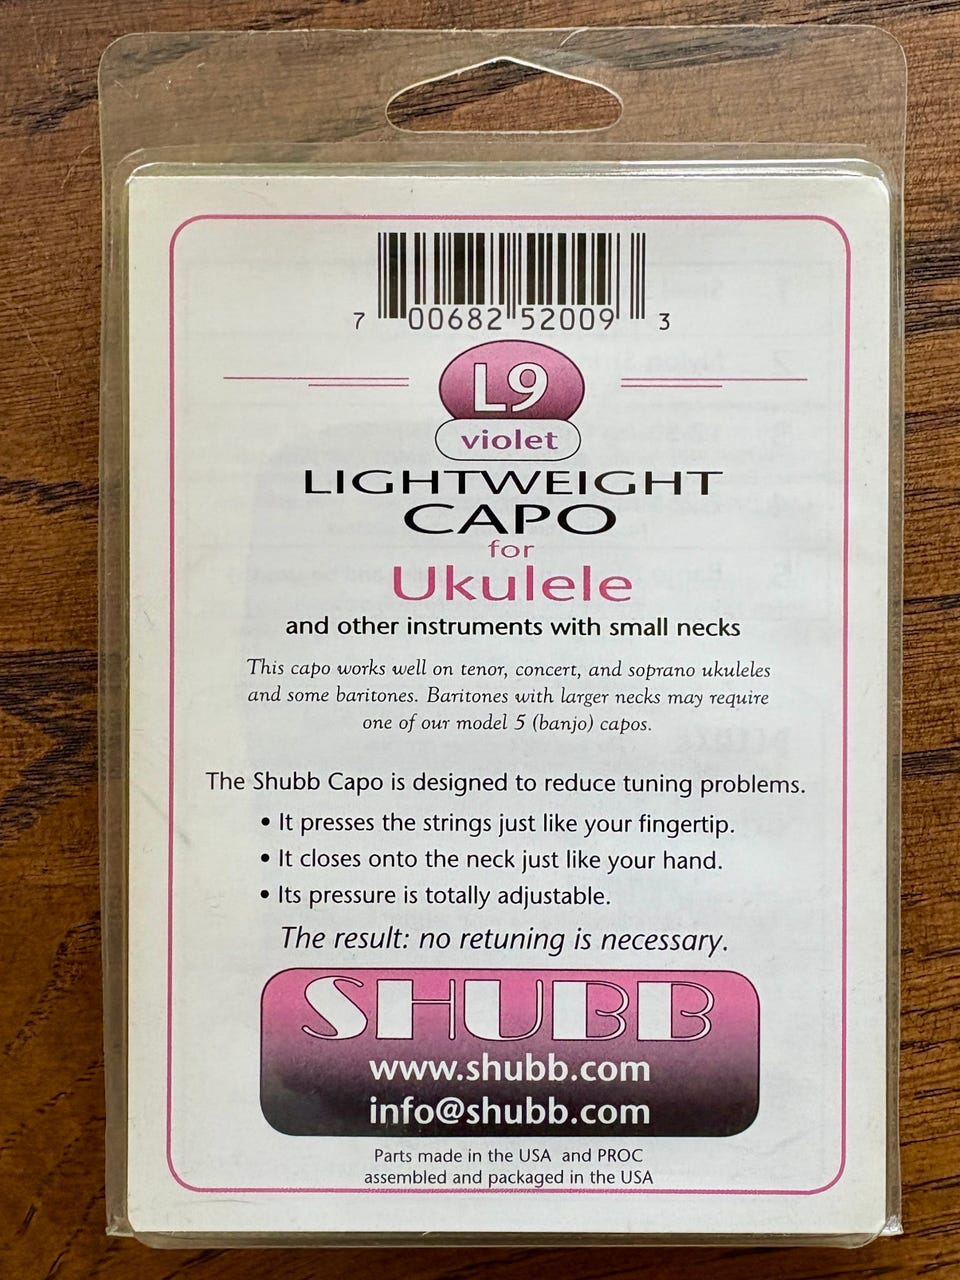 7 00682 52009 3
L9
violet
LIGHTWEIGHT
CAPO
for
Ukulele
and other instruments with small necks
This capo works well on tenor, concert, and soprano ukuleles
and some baritones. Baritones with larger necks may require
one of our model 5 (banjo) capos.
The Shubb Capo is designed to reduce tuning problems.
• It presses the strings just like your fingertip.
• It closes onto the neck just like your hand.
• Its pressure is totally adjustable.
The result: no retuning is necessary.
SHUBB
www.shubb.com
info@shubb.com
Parts made in the USA and PROC
assembled and packaged in the USA